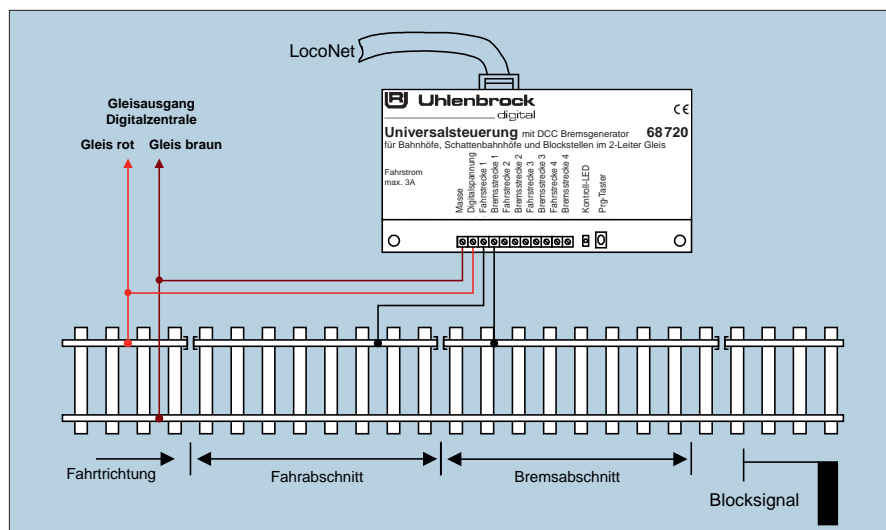 LocoNet
Gleisausgang
Digitalzentrale
Gleis rot Gleis braun
Uhlenbrock
digital
CE
Universalsteuerung mit DCC Bremsgenerator 68720
für Bahnhöfe, Schattenbahnhöfe und Blockstellen im 2-Leiter Gleis
Fahrstrom
max. 3A
Masse
Digitalspannung
Fahrstrecke 1
Bremsstrecke 1
Fahrstrecke 2
Bremsstrecke 2
Fahrstrecke 3
Bremsstrecke 3
Fahrstrecke 4
Bremsstrecke 4
Kontroll-LED
Prg-Taster
Fahrtrichtung
Fahrabschnitt
Bremsabschnitt
Blocksignal